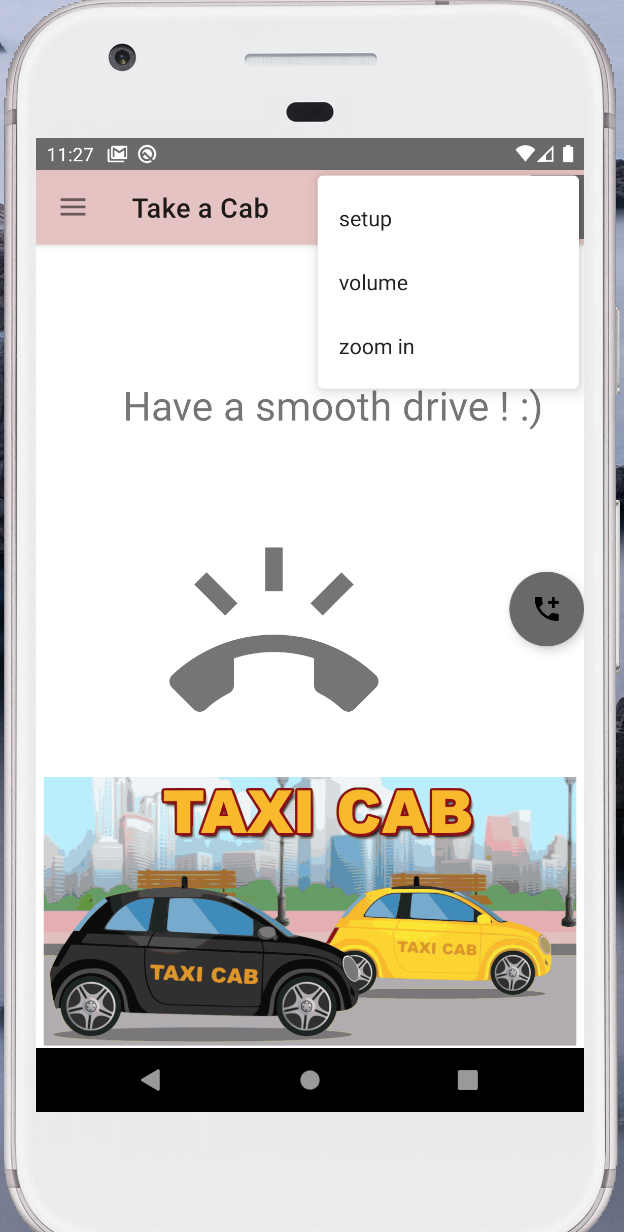 11:27
Take a Cab
setup
volume
zoom in
Have a smooth drive ! :)
TAXI CAB
TAXI CAB
TAXI CAB